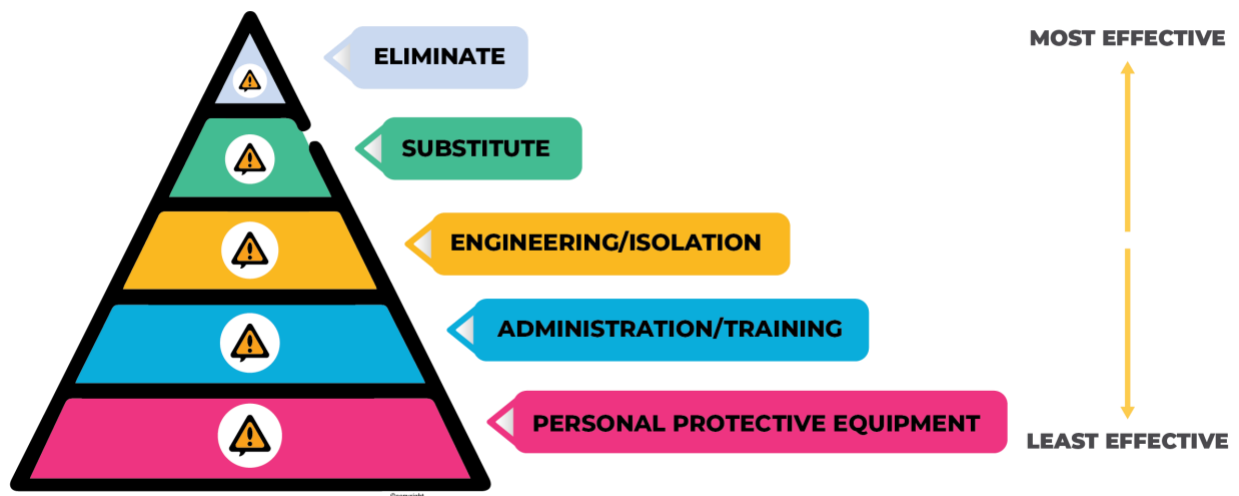 ELIMINATE
MOST EFFECTIVE
SUBSTITUTE
ENGINEERING/ISOLATION
ADMINISTRATION/TRAINING
PERSONAL PROTECTIVE EQUIPMENT
LEAST EFFECTIVE